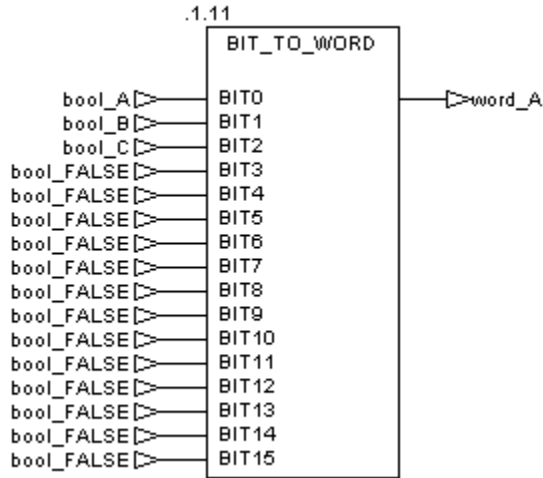 .1.11
BIT_TO_WORD
bool_A BIT0 word_A
bool_B BIT1
bool_C BIT2
bool_FALSE BIT3
bool_FALSE BIT4
bool_FALSE BIT5
bool_FALSE BIT6
bool_FALSE BIT7
bool_FALSE BIT8
bool_FALSE BIT9
bool_FALSE BIT10
bool_FALSE BIT11
bool_FALSE BIT12
bool_FALSE BIT13
bool_FALSE BIT14
bool_FALSE BIT15